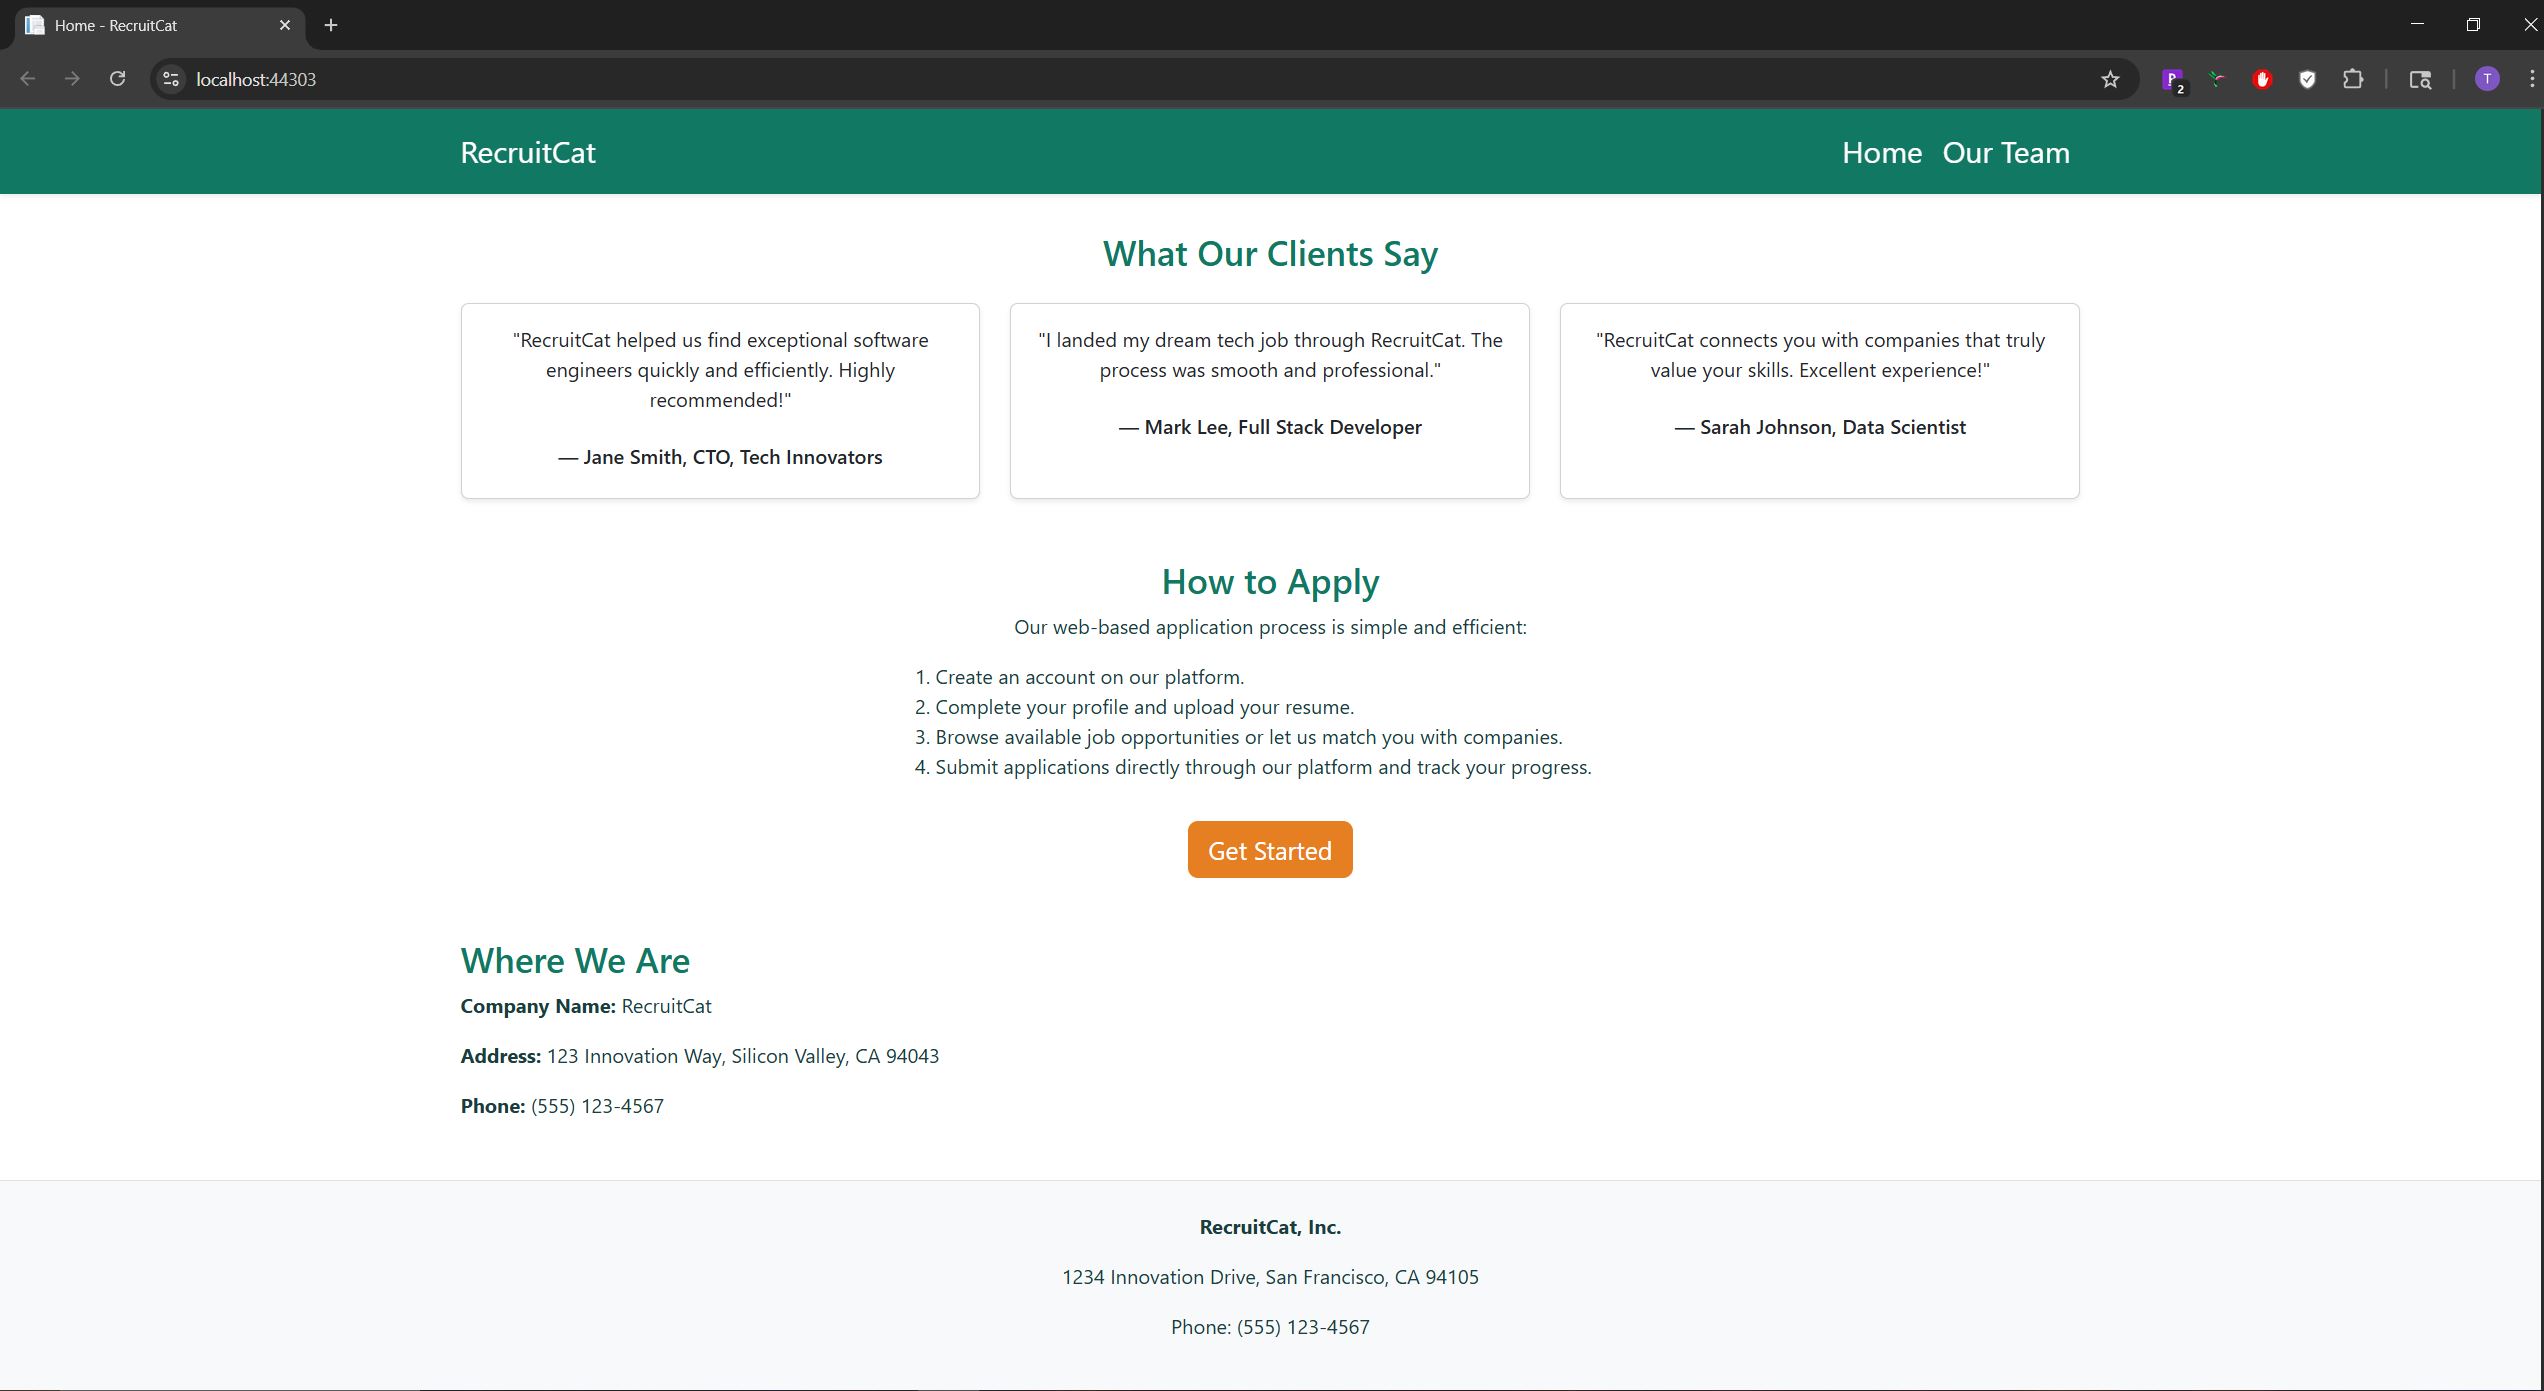 Home - RecruitCat
localhost:44303
2
T
RecruitCat
Home Our Team
What Our Clients Say
"RecruitCat helped us find exceptional software
engineers quickly and efficiently. Highly
recommended!"
— Jane Smith, CTO, Tech Innovators
"I landed my dream tech job through RecruitCat. The
process was smooth and professional."
— Mark Lee, Full Stack Developer
"RecruitCat connects you with companies that truly
value your skills. Excellent experience!"
— Sarah Johnson, Data Scientist
How to Apply
Our web-based application process is simple and efficient:
1. Create an account on our platform.
2. Complete your profile and upload your resume.
3. Browse available job opportunities or let us match you with companies.
4. Submit applications directly through our platform and track your progress.
Get Started
Where We Are
Company Name: RecruitCat
Address: 123 Innovation Way, Silicon Valley, CA 94043
Phone: (555) 123-4567
RecruitCat, Inc.
1234 Innovation Drive, San Francisco, CA 94105
Phone: (555) 123-4567